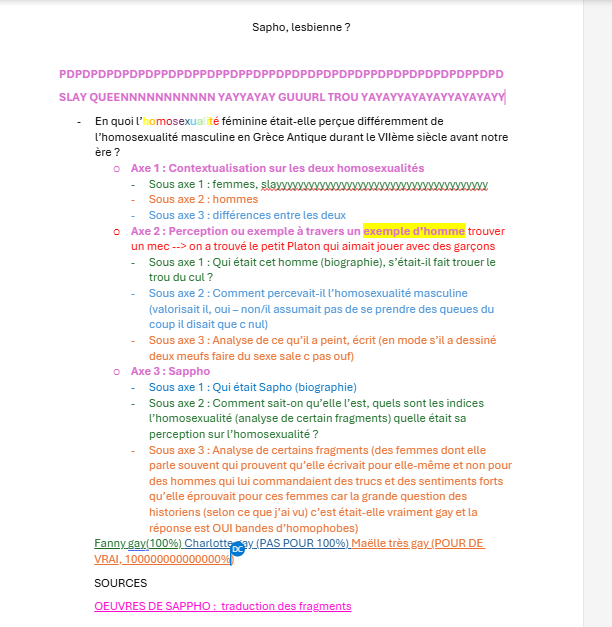 Sapho, lesbienne ?
PDPDPDPDPDPDPPDPDPPDPPDPPDPPDPDPPDPDPDPPDPDPDPDPDPPDPD
SLAY QUEENNNNNNNNNNN YAYYAYAY GUUURL TROU YAYAYYAYAYAYYAYAYAYY
- En quoi l'homosexualité féminine était-elle perçue différemment de
l'homosexualité masculine en Grèce Antique durant le VIIème siècle avant notre
ère ?
o Axe 1 : Contextualisation sur les deux homosexualités
- Sous axe 1 : femmes, slayyyyyyyyyyyyyyyyyyyyyyyyyyyyyyyyyyyyyyy
- Sous axe 2 : hommes
- Sous axe 3 : différences entre les deux
o Axe 2 : Perception ou exemple à travers un exemple d'homme trouver
un mec --> on a trouvé le petit Platon qui aimait jouer avec des garçons
- Sous axe 1 : Qui était cet homme (biographie), s'était-il fait trouer le
trou du cul ?
- Sous axe 2 : Comment percevait-il l'homosexualité masculine
(valorisait il, oui – non/il assumait pas de se prendre des queues du
coup il disait que c nul)
- Sous axe 3 : Analyse de ce qu'il a peint, écrit (en mode s'il a dessiné
deux meufs faire du sexe sale c pas ouf)
o Axe 3 : Sappho
- Sous axe 1 : Qui était Sapho (biographie)
- Sous axe 2 : Comment sait-on qu'elle l'est, quels sont les indices
l'homosexualité (analyse de certain fragments) quelle était sa
perception sur l'homosexualité ?
- Sous axe 3 : Analyse de certains fragments (des femmes dont elle
parle souvent qui prouvent qu'elle écrivait pour elle-même et non pour
des hommes qui lui commandaient des trucs et des sentiments forts
qu'elle éprouvait pour ces femmes car la grande question des
historiens (selon ce que j'ai vu) c'est était-elle vraiment gay et la
réponse est OUI bandes d'homophobes)
Fanny gay(100%) Charlotte gay (PAS POUR 100%) Maëlle très gay (POUR DE
DC
VRAI, 100000000000000%)
SOURCES
OEUVRES DE SAPPHO : traduction des fragments